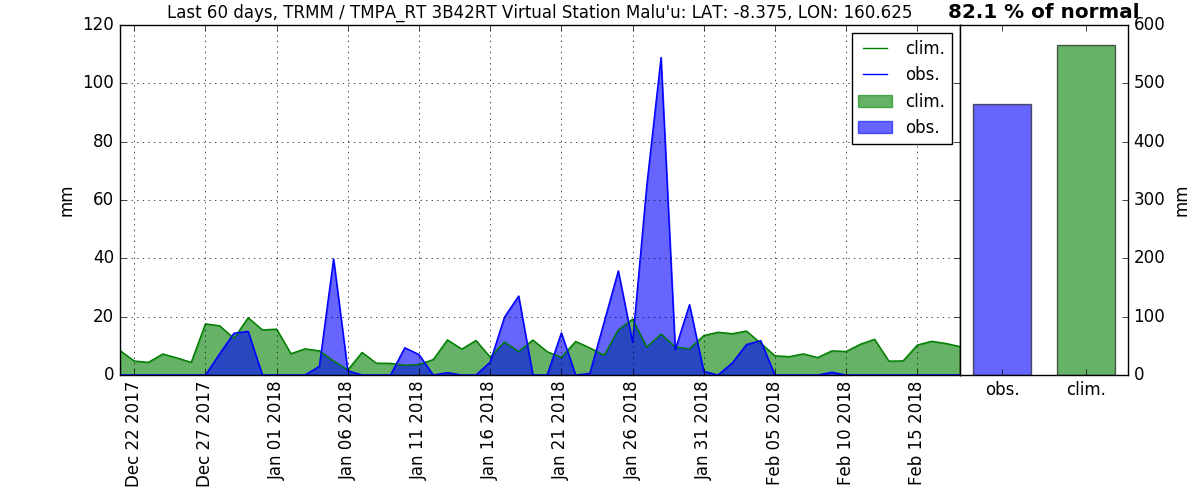 Last 60 days, TRMM / TMPA_RT 3B42RT Virtual Station Malu'u: LAT: -8.375, LON: 160.625
82.1 % of normal
mm
120
100
80
60
40
20
0
clim.
obs.
clim.
obs.
Dec 22 2017
Dec 27 2017
Jan 01 2018
Jan 06 2018
Jan 11 2018
Jan 16 2018
Jan 21 2018
Jan 26 2018
Jan 31 2018
Feb 05 2018
Feb 10 2018
Feb 15 2018
600
500
400
300
200
100
0
mm
obs.
clim.